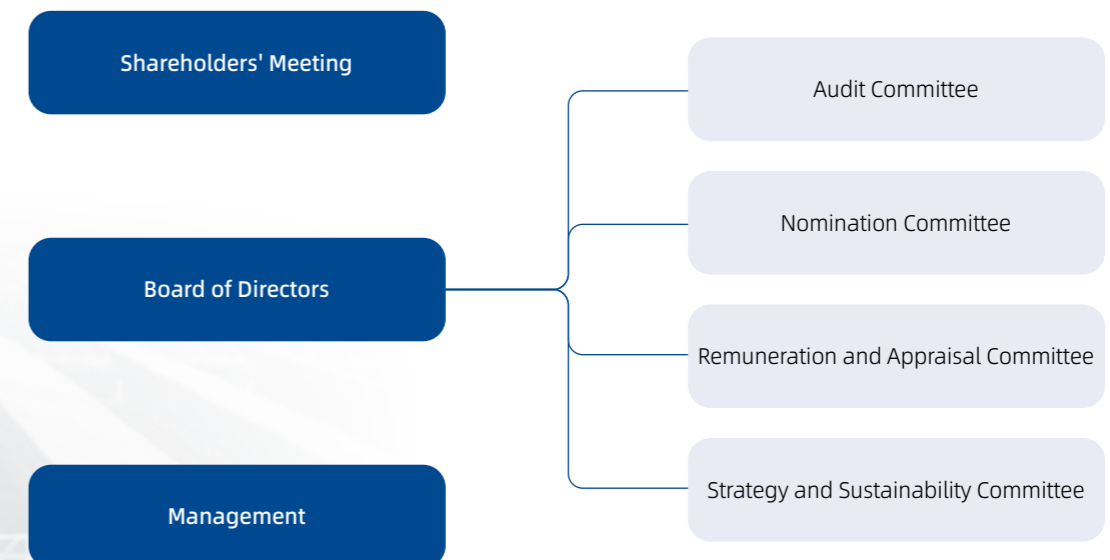 Shareholders' Meeting
Board of Directors
Management
Audit Committee
Nomination Committee
Remuneration and Appraisal Committee
Strategy and Sustainability Committee